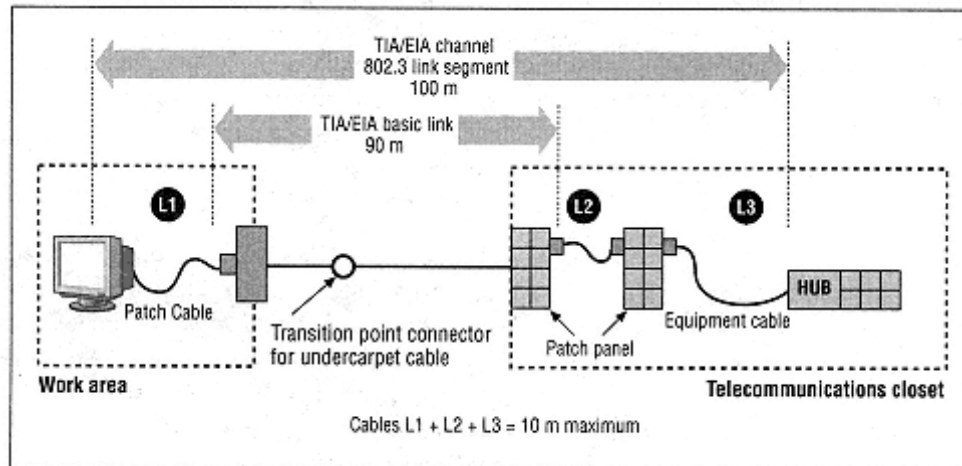 TIA/EIA channel
802.3 link segment
100 m
TIA/EIA basic link
90 m
L1
L2
L3
Patch Cable
Transition point connector
for undercarpet cable
Patch panel
Equipment cable
HUB
Work area
Telecommunications closet
Cables L1 + L2 + L3 = 10 m maximum